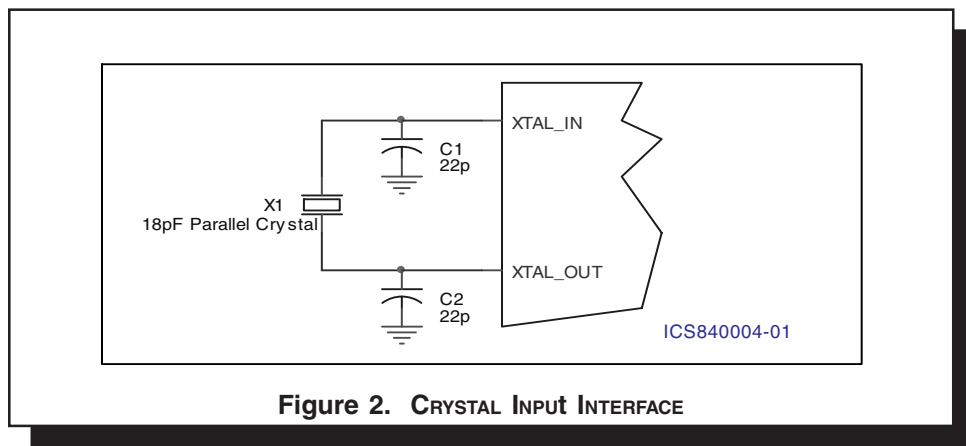 XTAL_IN
C1
22p
X1
18pF Parallel Crystal
XTAL_OUT
C2
22p
ICS840004-01
Figure 2. CRYSTAL INPUt INTERFACE